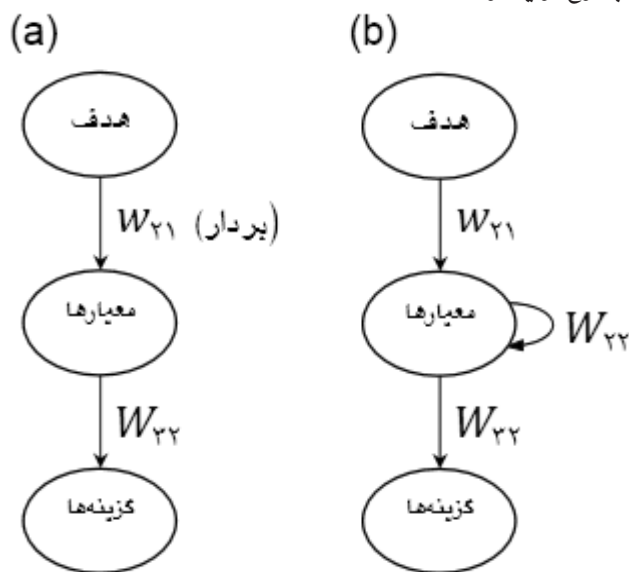 (a) (b)
هدف هدف
w۲۱ (بردار) w۲۱
معیارها معیارها
W۲۲
W۳۲ W۳۲
گزینه‌ها گزینه‌ها